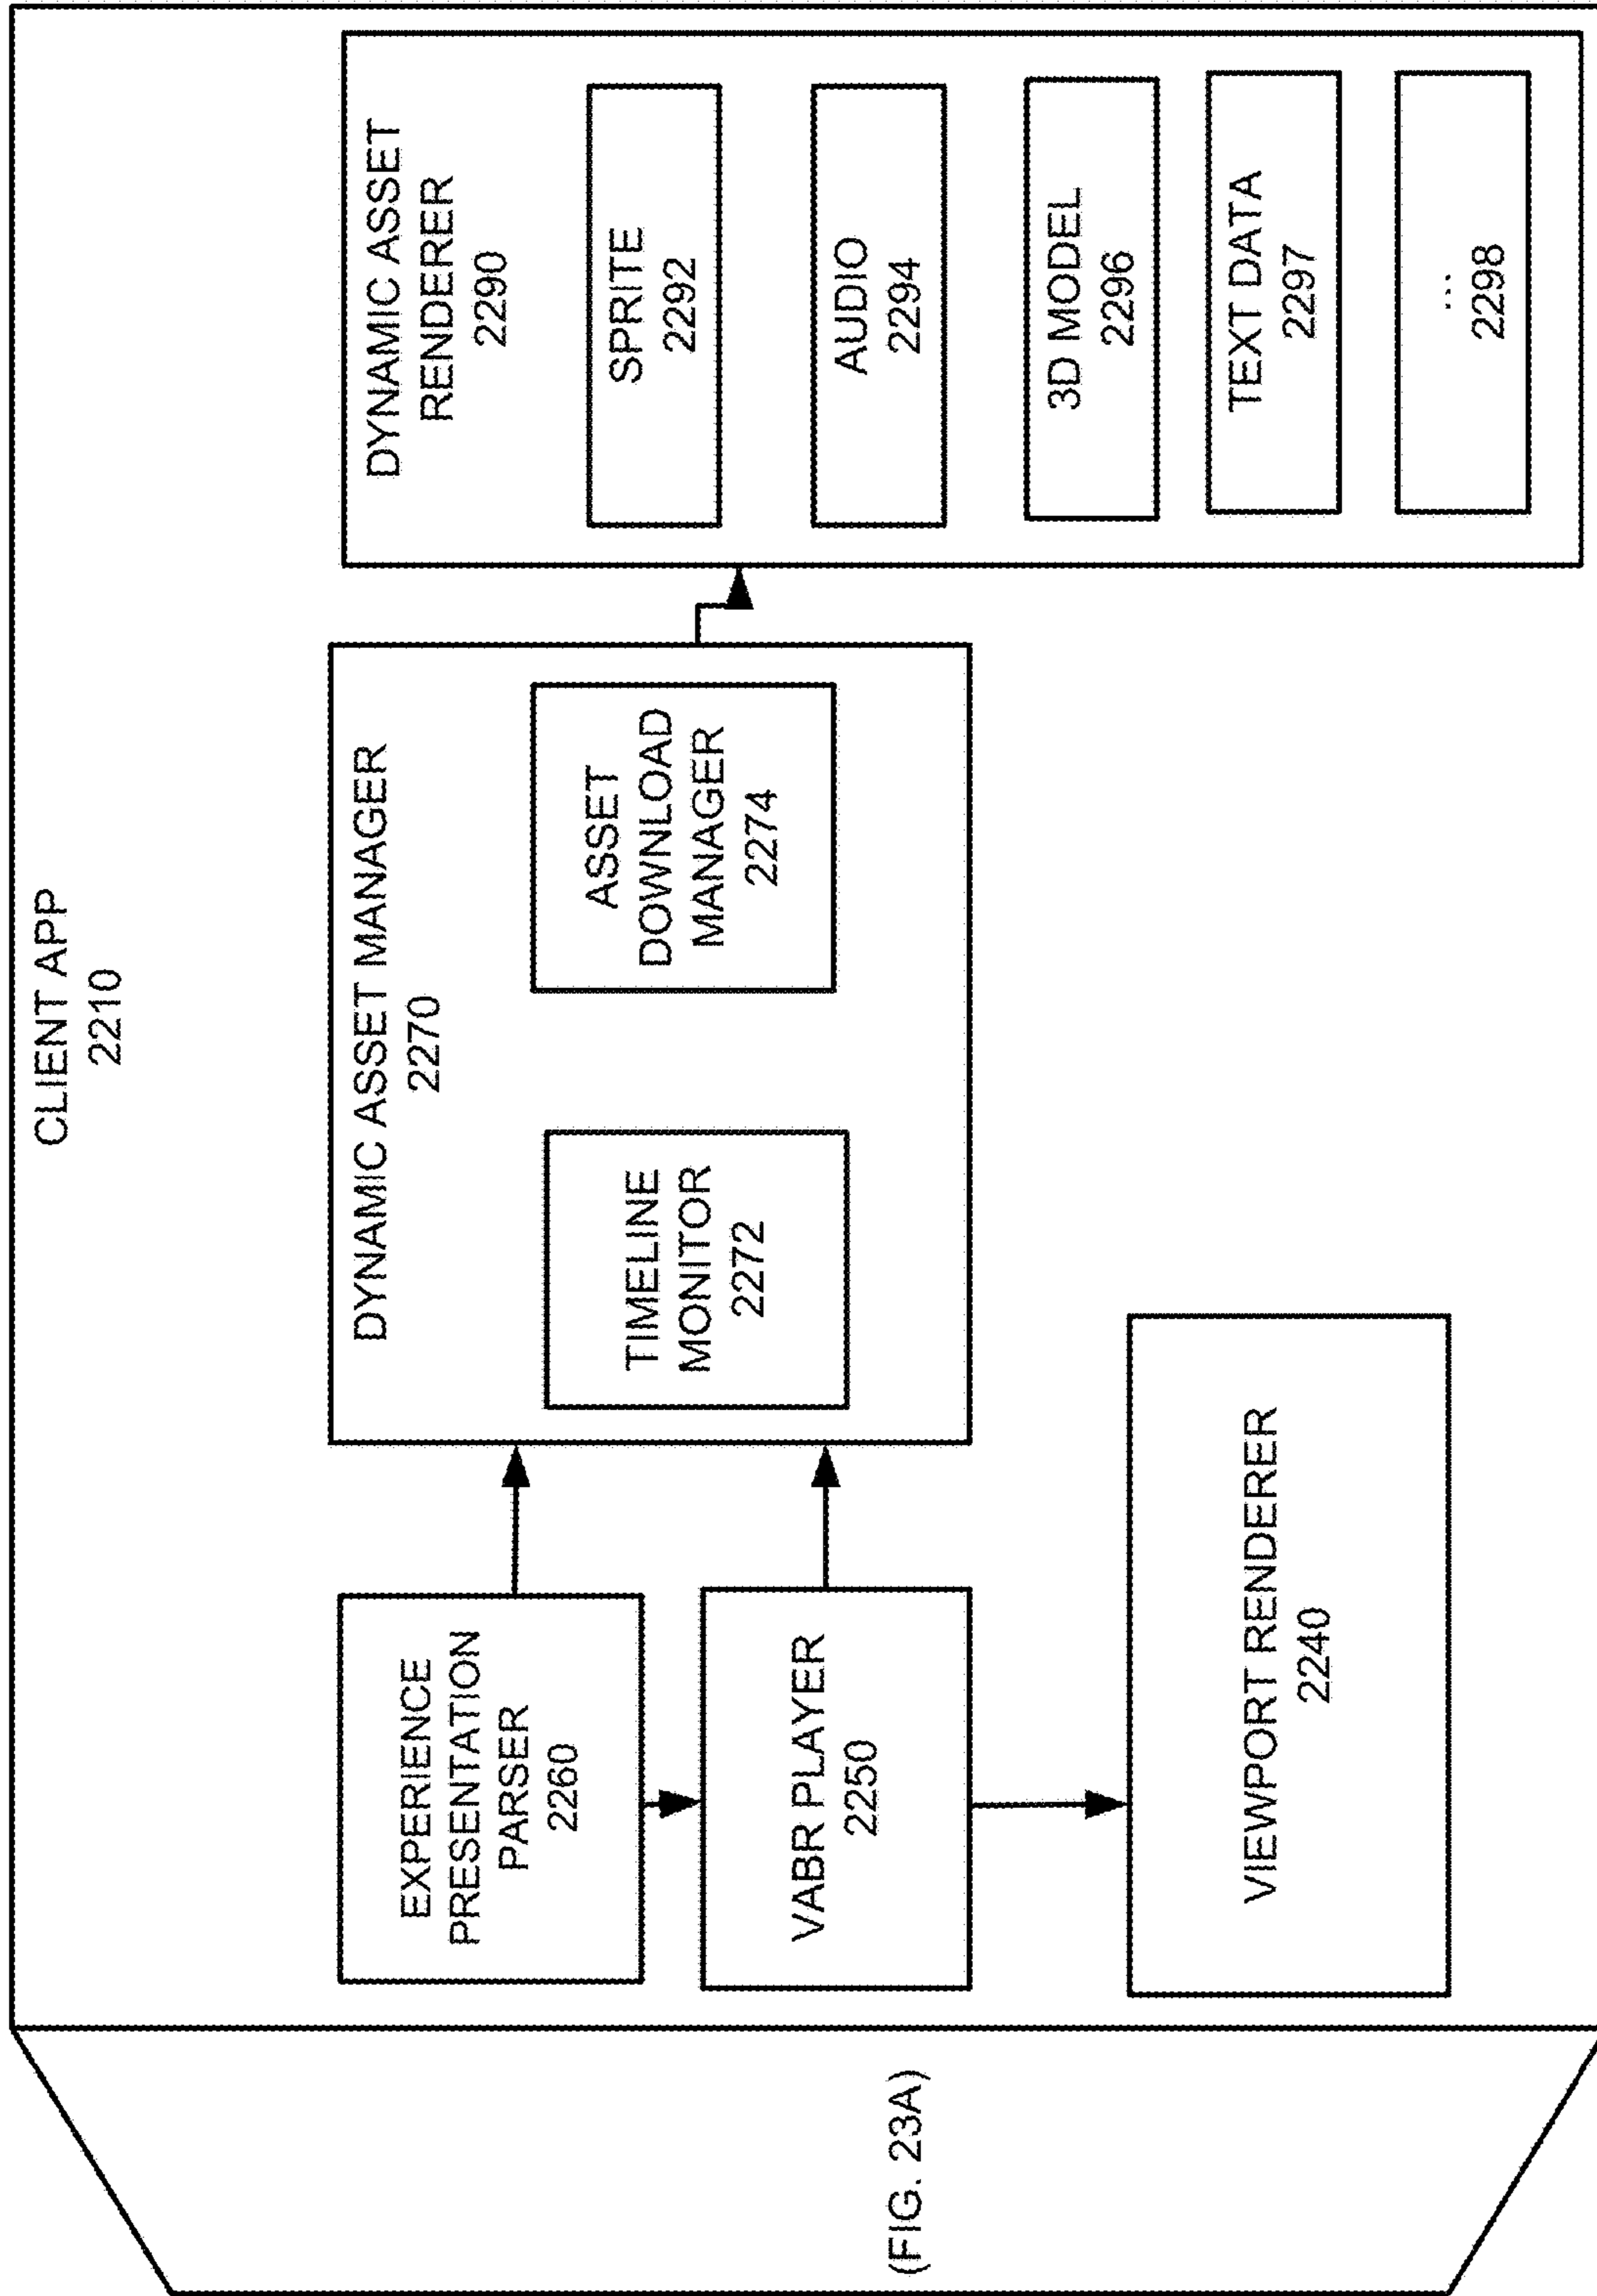 CLIENT APP
2210
EXPERIENCE
PRESENTATION
PARSER
2260
VABR PLAYER
2250
VIEWPORT RENDERER
2240
DYNAMIC ASSET MANAGER
2270
TIMELINE
MONITOR
2272
ASSET
DOWNLOAD
MANAGER
2274
DYNAMIC ASSET
RENDERER
2290
SPRITE
2292
AUDIO
2294
3D MODEL
2296
TEXT DATA
2297
...
2298
(FIG. 23A)